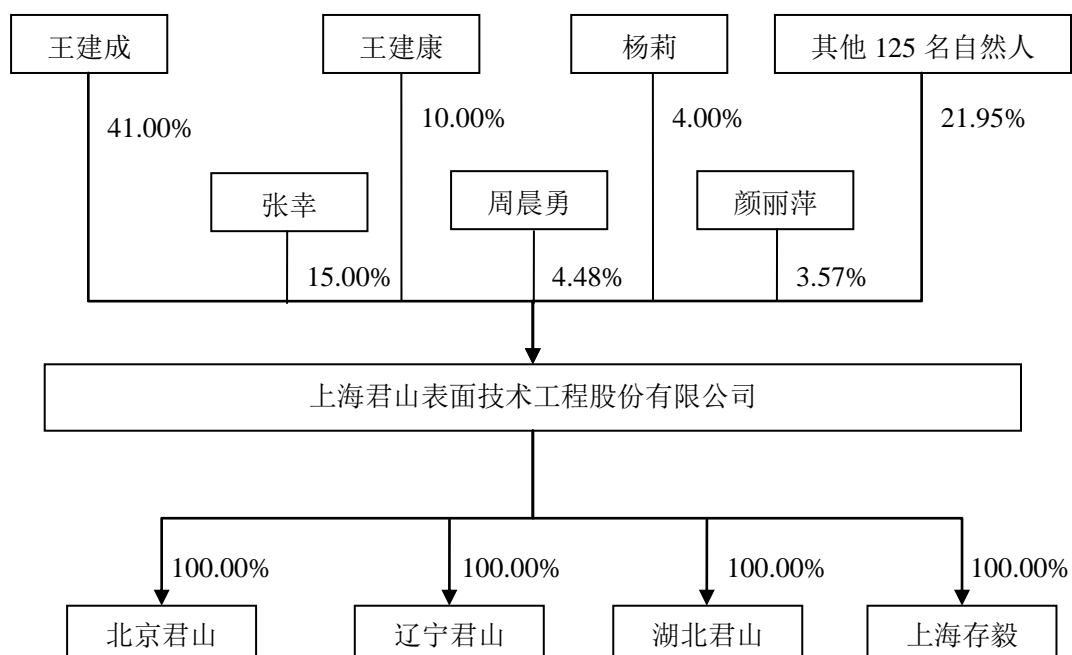 王建成
王建康
杨莉
其他 125 名自然人
41.00%
10.00%
4.00%
21.95%
张幸
周晨勇
颜丽萍
15.00%
4.48%
3.57%
上海君山表面技术工程股份有限公司
100.00%
100.00%
100.00%
100.00%
北京君山
辽宁君山
湖北君山
上海存毅